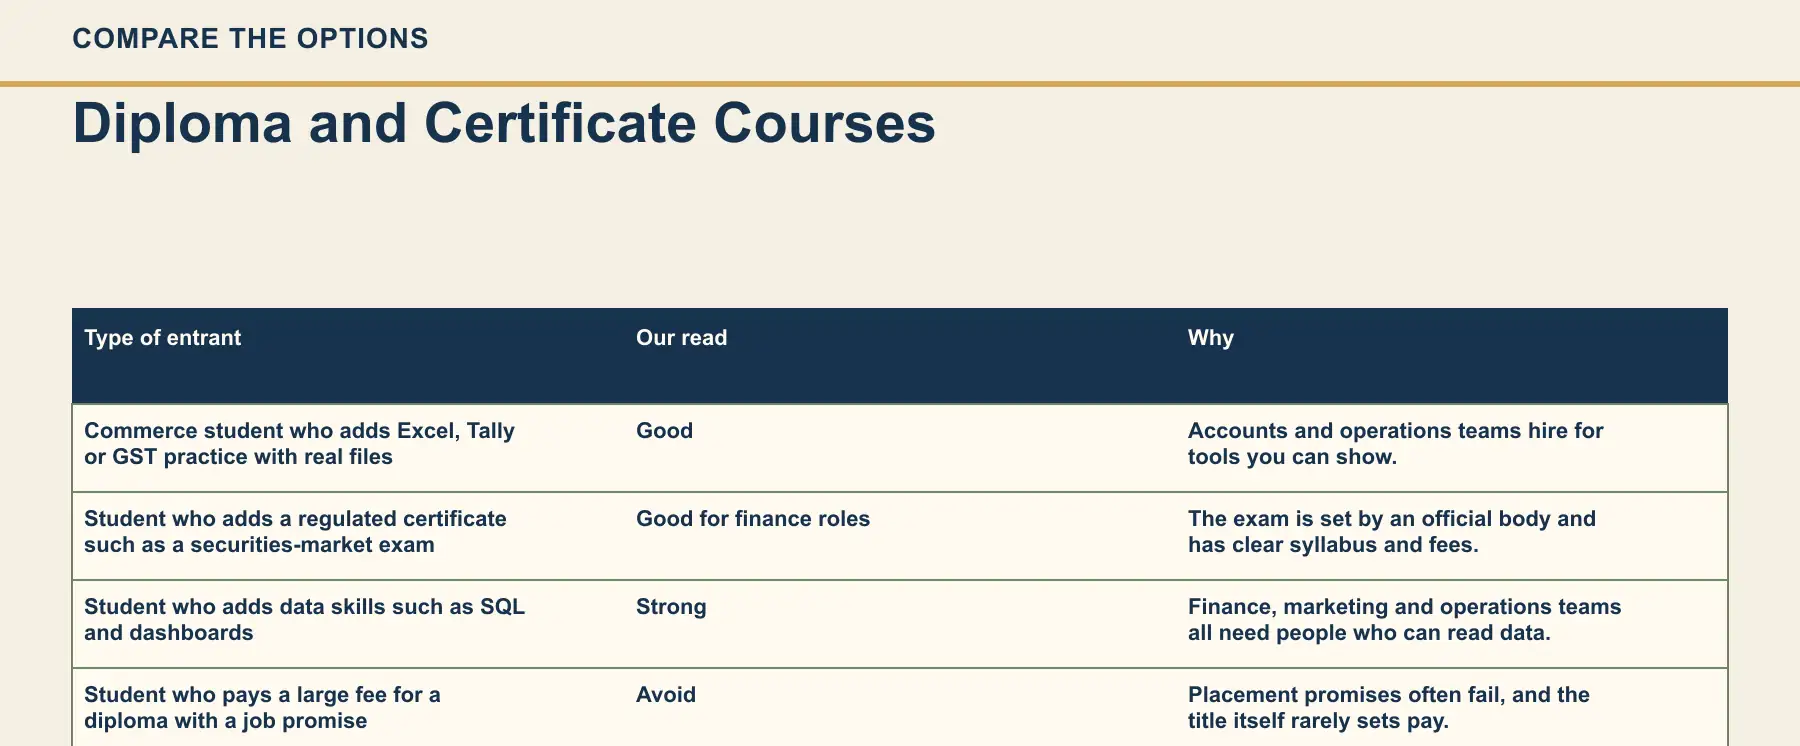 COMPARE THE OPTIONS
Diploma and Certificate Courses
Type of entrant
Our read
Why
Commerce student who adds Excel, Tally
or GST practice with real files
Good
Accounts and operations teams hire for
tools you can show.
Student who adds a regulated certificate
such as a securities-market exam
Good for finance roles
The exam is set by an official body and
has clear syllabus and fees.
Student who adds data skills such as SQL
and dashboards
Strong
Finance, marketing and operations teams
all need people who can read data.
Student who pays a large fee for a
diploma with a job promise
Avoid
Placement promises often fail, and the
title itself rarely sets pay.